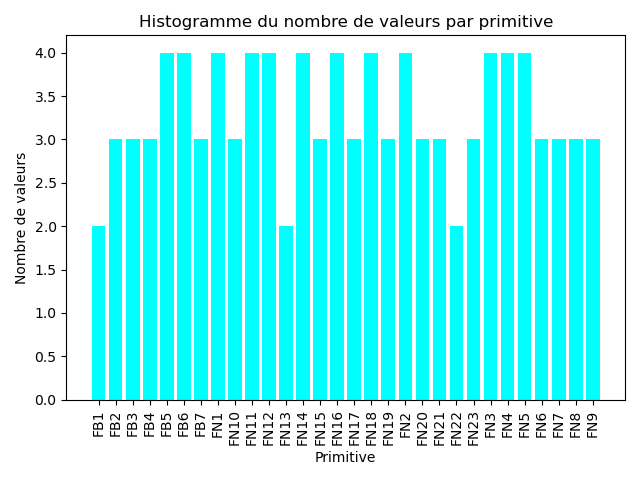 Histogramme du nombre de valeurs par primitive
4.0
3.5
3.0
2.5
2.0
1.5
1.0
0.5
0.0
Nombre de valeurs
FB1 FB2 FB3 FB4 FB5 FB6 FB7 FN1 FN10 FN11 FN12 FN13 FN14 FN15 FN16 FN17 FN18 FN19 FN2 FN20 FN21 FN22 FN23 FN3 FN4 FN5 FN6 FN7 FN8 FN9
Primitive